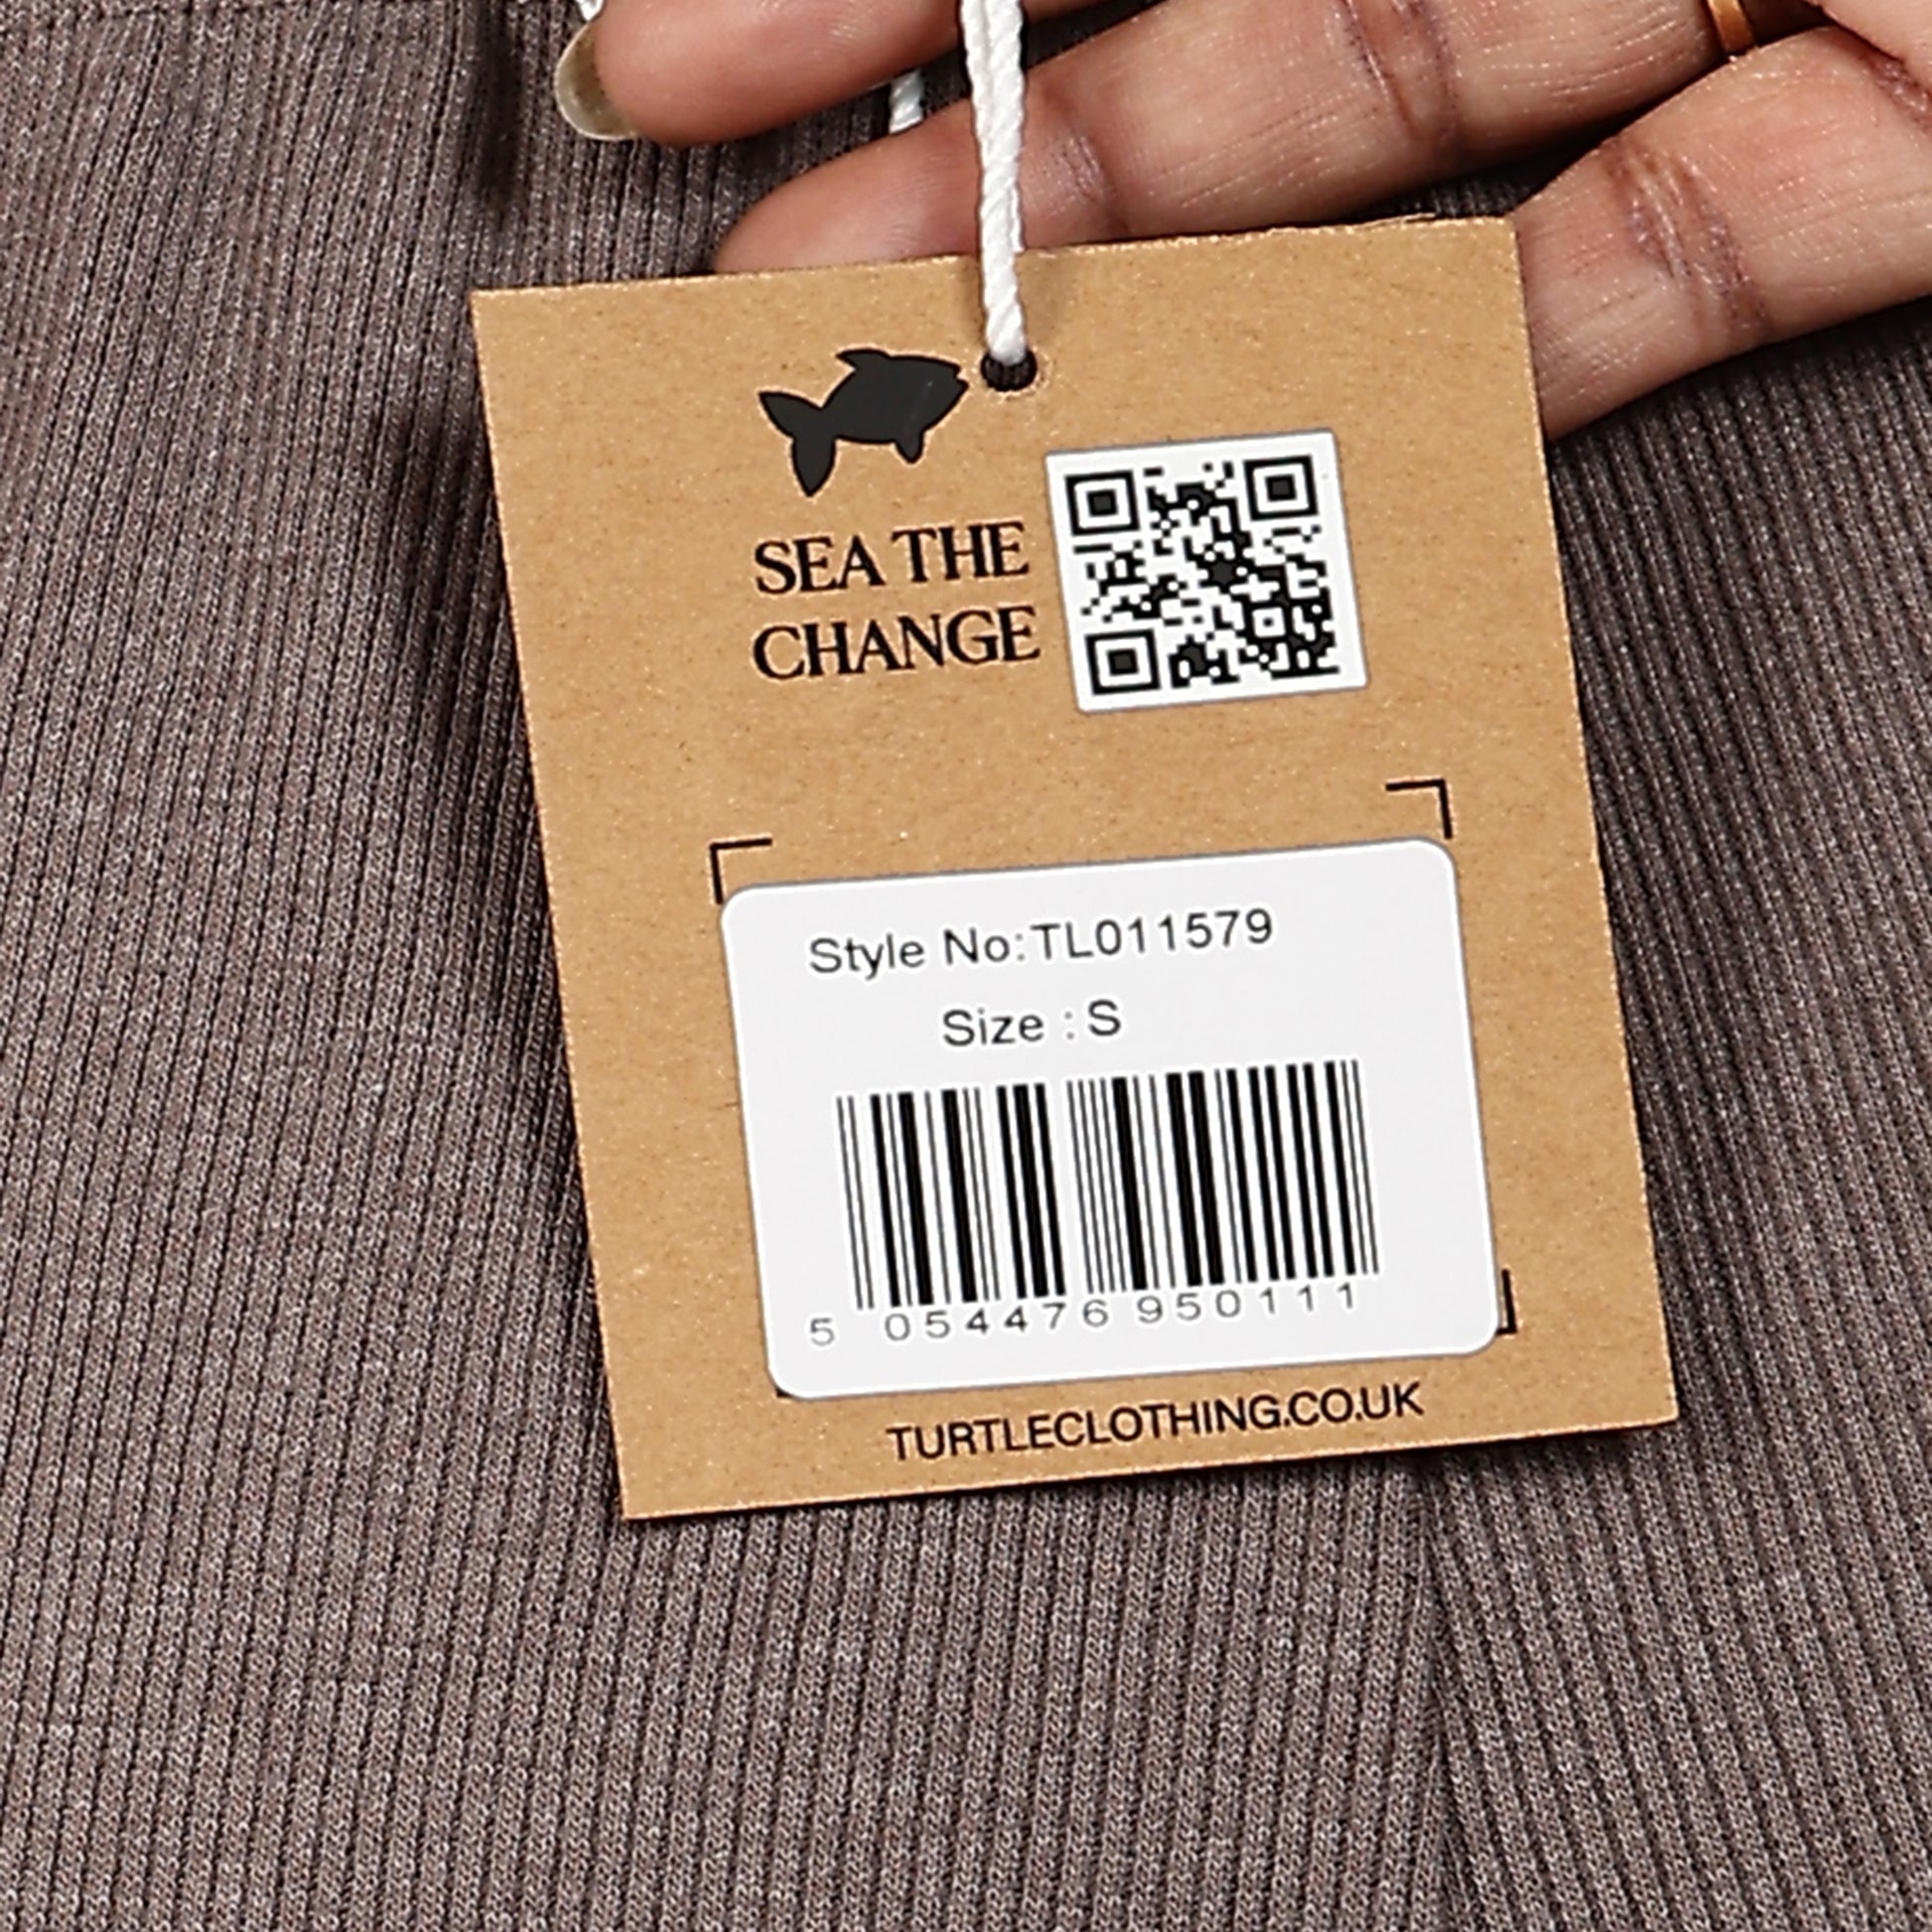 SEA THE
CHANGE
Style No:TL011579
Size : S
5 054476 950111
TURTLECLOTHING.CO.UK